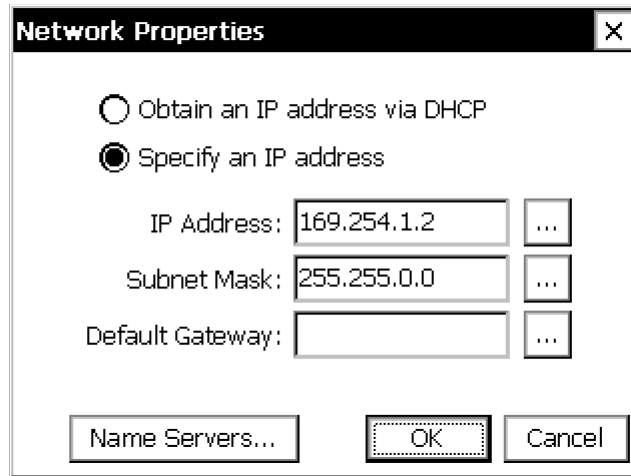 Network Properties
Obtain an IP address via DHCP
Specify an IP address
IP Address: 169.254.1.2 ...
Subnet Mask: 255.255.0.0 ...
Default Gateway: ...
Name Servers... OK Cancel